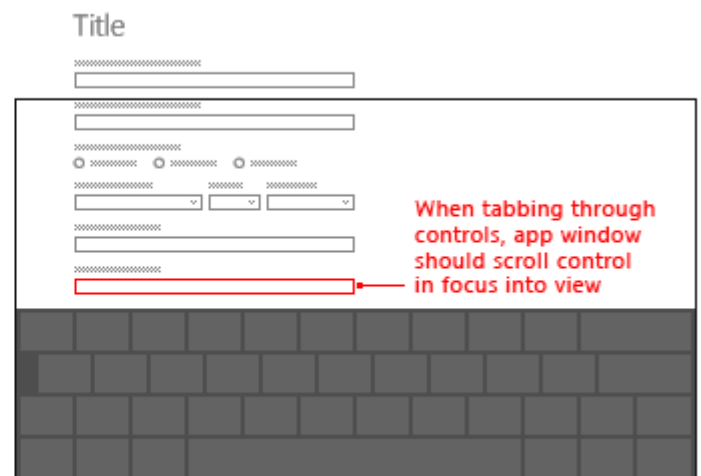 Title
When tabbing through
controls, app window
should scroll control
in focus into view